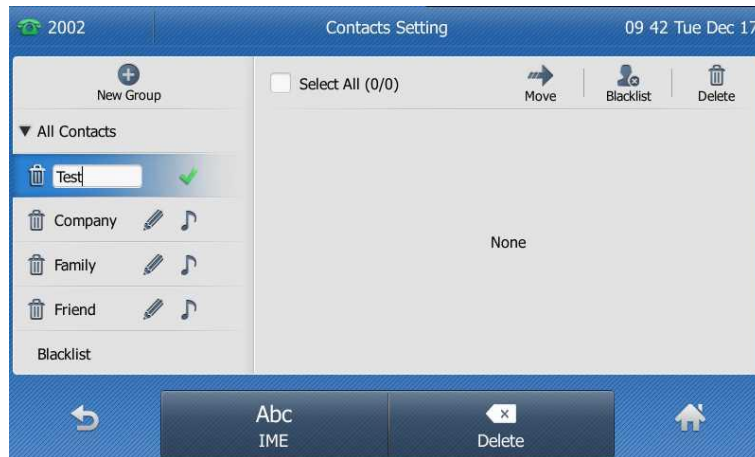 2002 Contacts Setting 09 42 Tue Dec 17
New Group
Select All (0/0)
Move
Blacklist
Delete
All Contacts
Test
Company
Family
Friend
Blacklist
None
Abc
IME
Delete